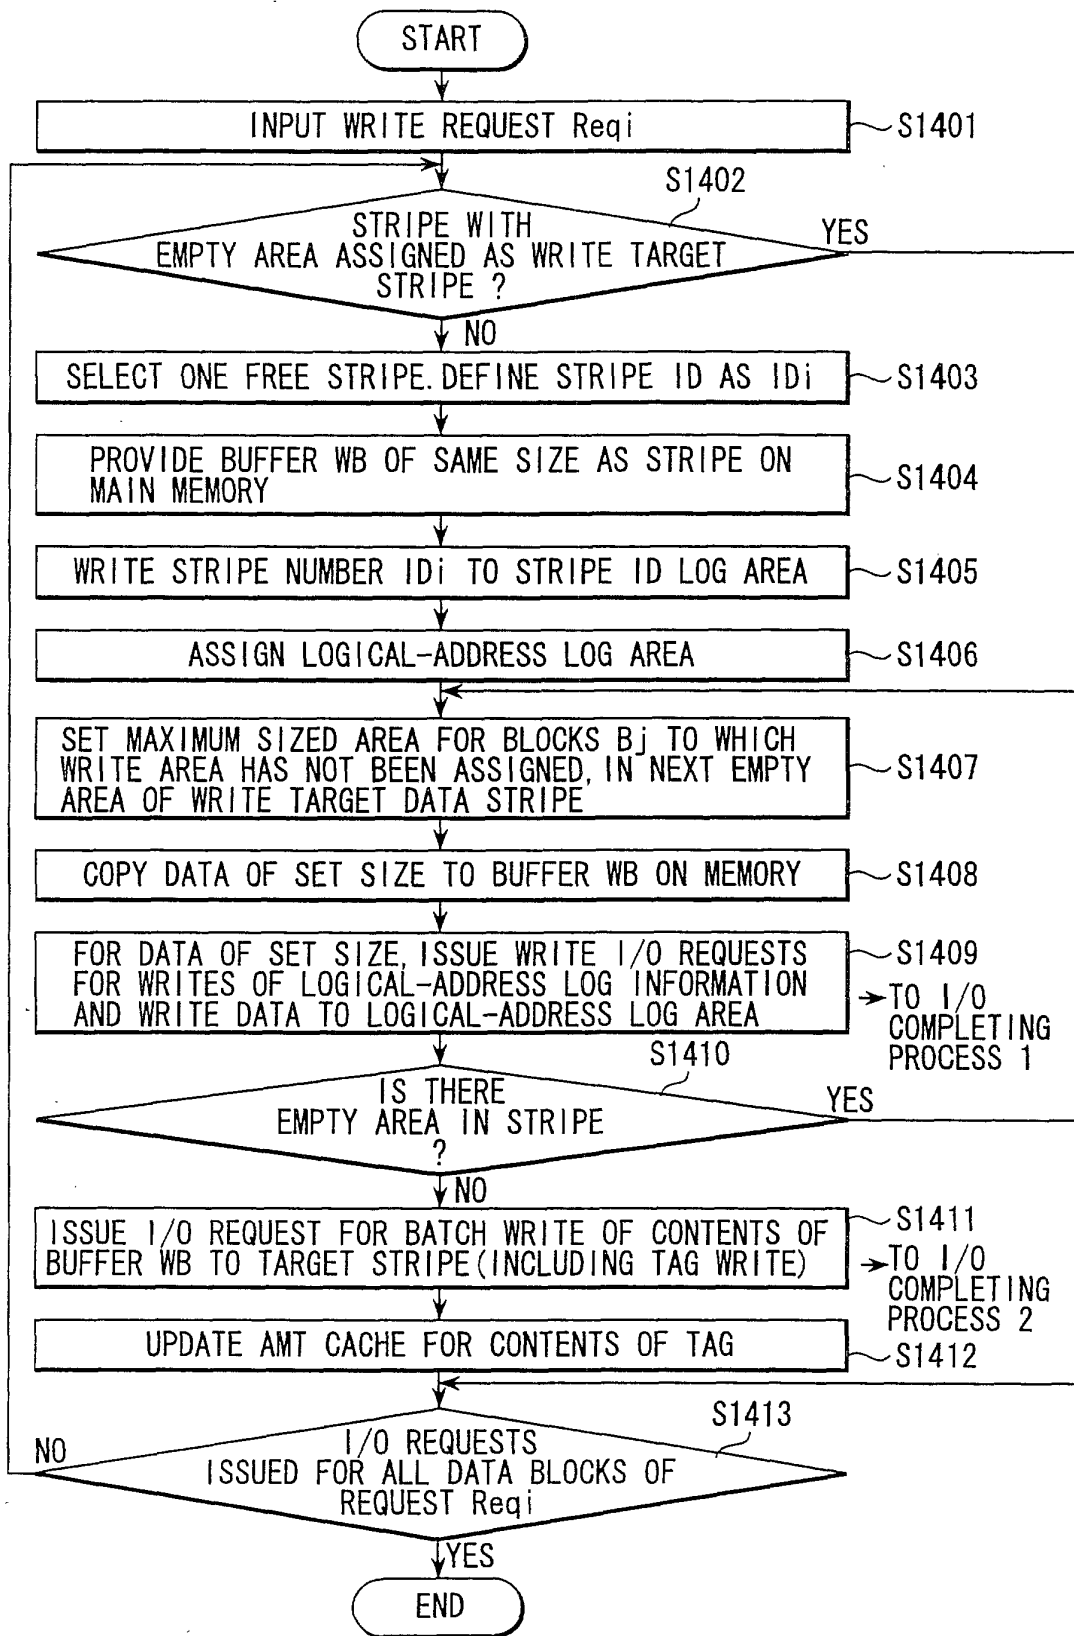 START
INPUT WRITE REQUEST Reqi
S1401
S1402
STRIPE WITH
EMPTY AREA ASSIGNED AS WRITE TARGET
STRIPE ?
YES
NO
SELECT ONE FREE STRIPE. DEFINE STRIPE ID AS IDi
S1403
PROVIDE BUFFER WB OF SAME SIZE AS STRIPE ON
MAIN MEMORY
S1404
WRITE STRIPE NUMBER IDi TO STRIPE ID LOG AREA
S1405
ASSIGN LOGICAL-ADDRESS LOG AREA
S1406
SET MAXIMUM SIZED AREA FOR BLOCKS Bj TO WHICH
WRITE AREA HAS NOT BEEN ASSIGNED, IN NEXT EMPTY
AREA OF WRITE TARGET DATA STRIPE
S1407
COPY DATA OF SET SIZE TO BUFFER WB ON MEMORY
S1408
FOR DATA OF SET SIZE, ISSUE WRITE I/O REQUESTS
FOR WRITES OF LOGICAL-ADDRESS LOG INFORMATION
AND WRITE DATA TO LOGICAL-ADDRESS LOG AREA
S1409
TO I/O
COMPLETING
PROCESS 1
S1410
IS THERE
EMPTY AREA IN STRIPE
?
YES
NO
ISSUE I/O REQUEST FOR BATCH WRITE OF CONTENTS OF
BUFFER WB TO TARGET STRIPE(INCLUDING TAG WRITE)
S1411
TO I/O
COMPLETING
PROCESS 2
UPDATE AMT CACHE FOR CONTENTS OF TAG
S1412
S1413
NO
I/O REQUESTS
ISSUED FOR ALL DATA BLOCKS OF
REQUEST Reqi
YES
END